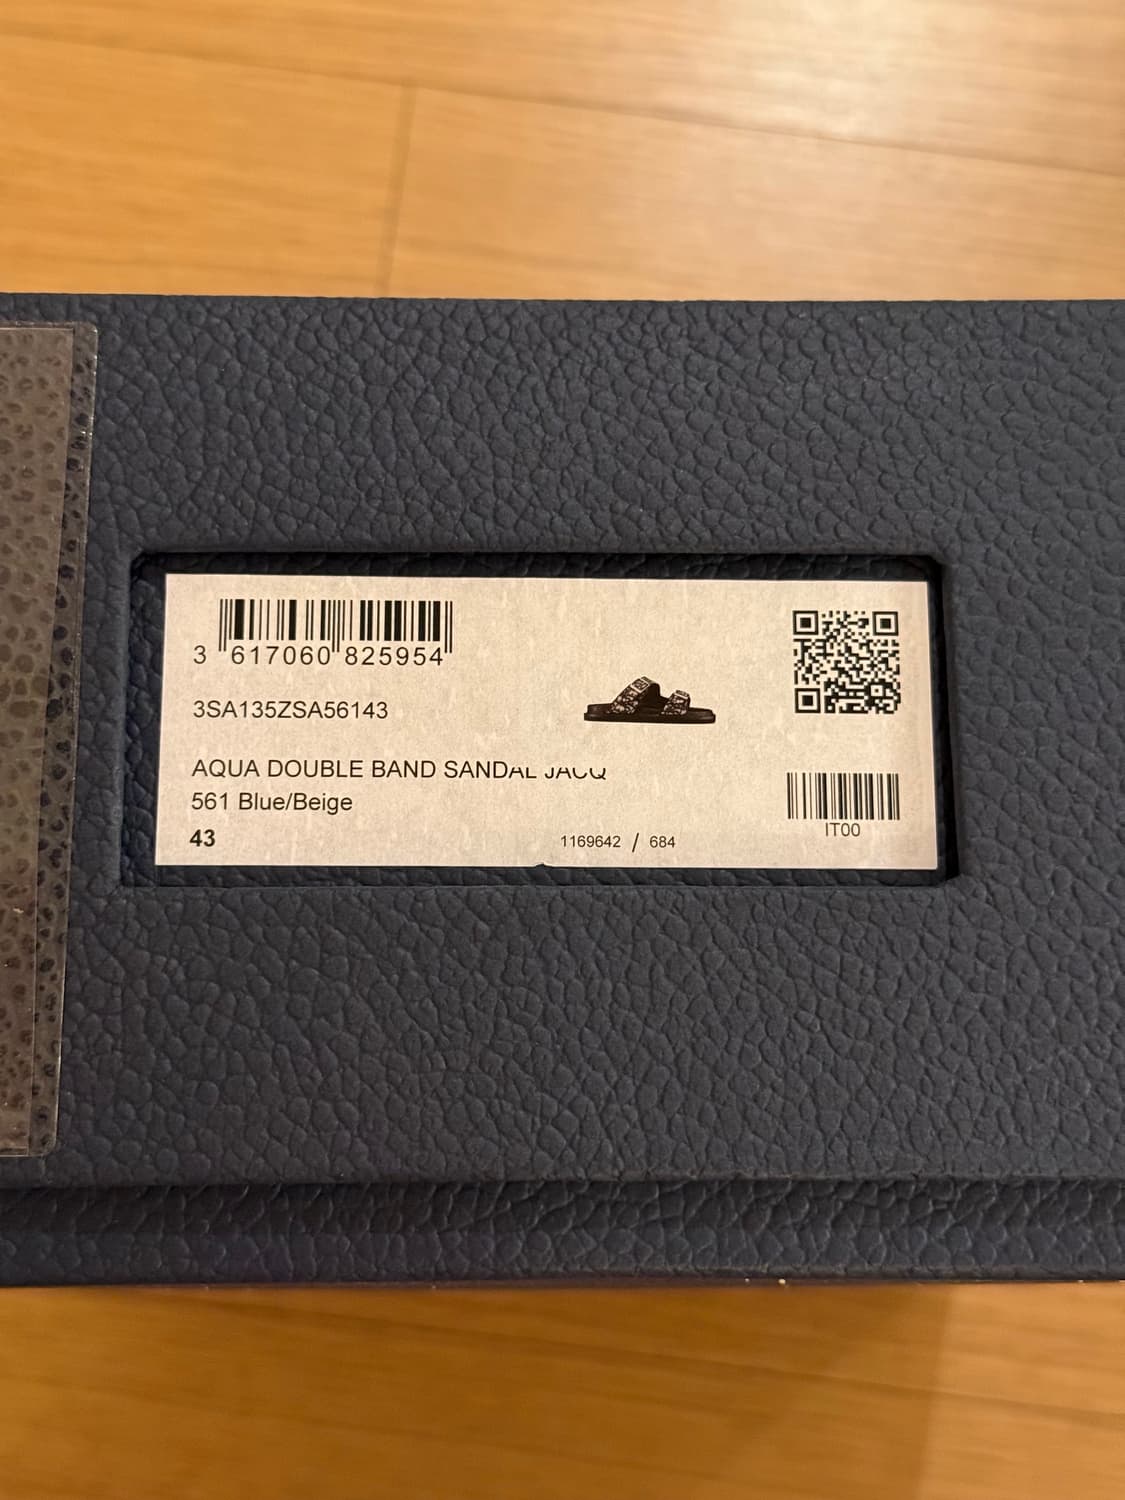 3 617060 825954
3SA135ZSA56143
AQUA DOUBLE BAND SANDAL JACQ
561 Blue/Beige
43
1169642 / 684
IT00